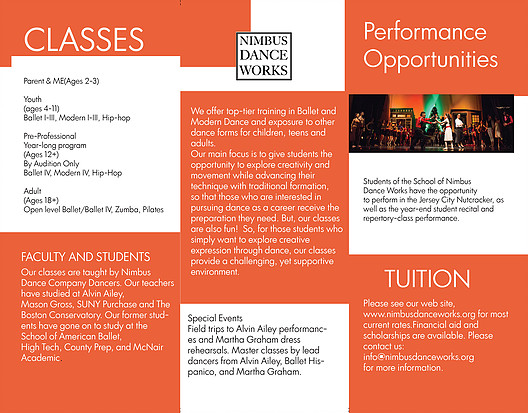 CLASSES
Parent & ME(Ages 2-3)
Youth
(ages 4-11)
Ballet I-III, Modern I-III, Hip-hop
Pre-Professional
Year-long program
(Ages 12+)
By Audition Only
Ballet IV, Modern IV, Hip-Hop
Adult
(Ages 18+)
Open level Ballet/Ballet IV, Zumba, Pilates
FACULTY AND STUDENTS
Our classes are taught by Nimbus
Dance Company Dancers. Our teachers
have studied at Alvin Ailey,
Mason Gross, SUNY Purchase and The
Boston Conservatory. Our former stud-
ents have gone on to study at the
School of American Ballet,
High Tech, County Prep, and McNair
Academic
NIMBUS
DANCE
WORKS
We offer top-tier training in Ballet and
Modern Dance and exposure to other
dance forms for children, teens and
adults.
Our main focus is to give students the
opportunity to explore creativity and
movement while advancing their
technique with traditional formation,
so that those who are interested in
pursuing dance as a career receive the
preparation they need. But, our classes
are also fun!  So, for those students who
simply want to explore creative
expression through dance, our classes
provide a challenging, yet supportive
environment.
Special Events
Field trips to Alvin Ailey performanc-
es and Martha Graham dress
rehearsals. Master classes by lead
dancers from Alvin Ailey, Ballet His-
panico, and Martha Graham.
Performance
Opportunities
Students of the School of Nimbus
Dance Works have the opportunity
to perform in the Jersey City Nutcracker, as
well as the year-end student recital and
repertory-class performance.
TUITION
Please see our web site,
www.nimbusdanceworks.org for most
current rates.Financial aid and
scholarships are available. Please
contact us:
info@nimbusdanceworks.org
for more information.